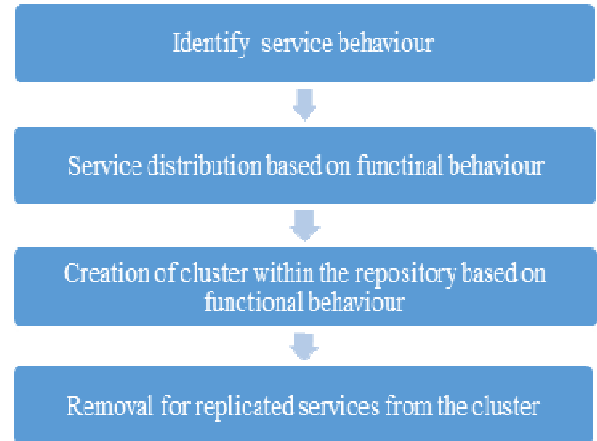 Identify service behaviour
Service distribution based on functinal behaviour
Creation of cluster within the repository based on
functional behaviour
Removal for replicated services from the cluster